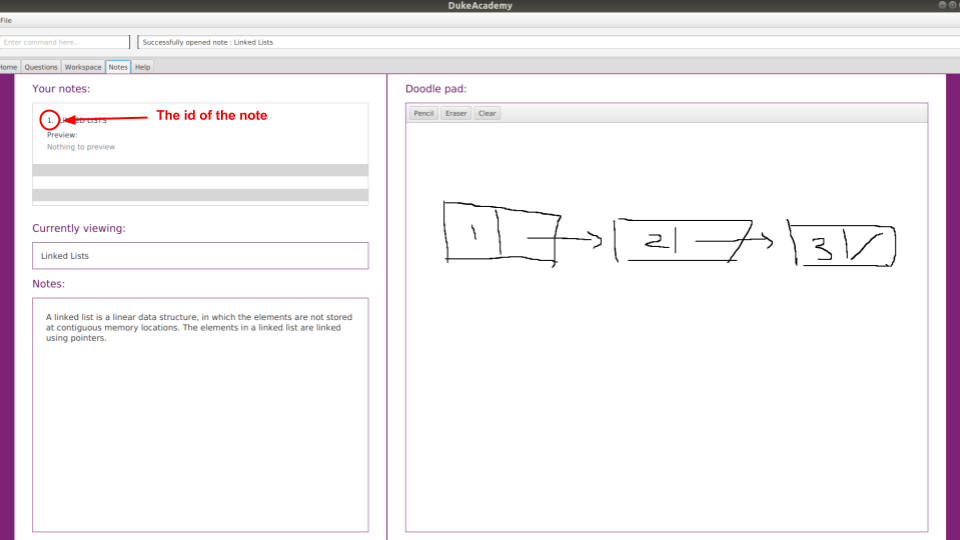 DukeAcademy
File
Enter command here...
Successfully opened note : Linked Lists
Home Questions Workspace Notes Help
Your notes:
1. LINKED LISTS
The id of the note
Preview:
Nothing to preview
Currently viewing:
Linked Lists
Notes:
A linked list is a linear data structure, in which the elements are not stored
at contiguous memory locations. The elements in a linked list are linked
using pointers.
Doodle pad:
Pencil Eraser Clear
1 2 3